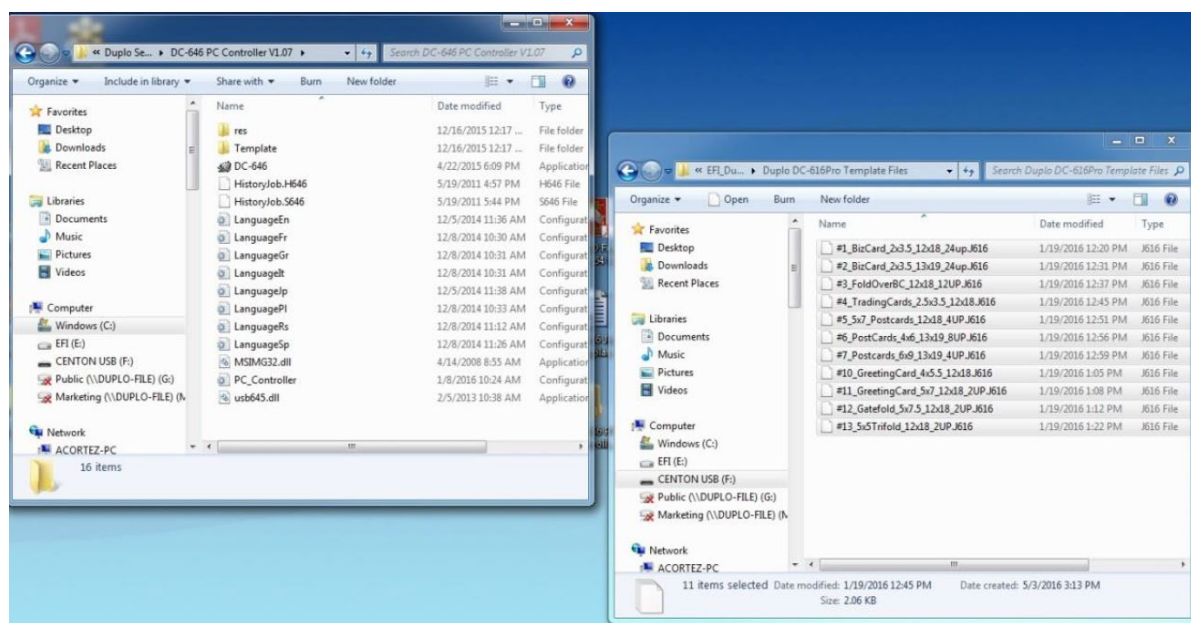 « Duplo Se... ▸ DC-646 PC Controller V1.07 ▸
Search DC-646 PC Controller V1.07
Organize Include in library Share with Burn New folder
Favorites
Desktop
Downloads
Recent Places
Libraries
Documents
Music
Pictures
Videos
Computer
Windows (C:)
EFI (E:)
CENTON USB (F:)
Public (\\DUPLO-FILE) (G:)
Marketing (\\DUPLO-FILE) (M
Network
ACORTEZ-PC
Name Date modified Type
res 12/16/2015 12:17 ... File folder
Template 12/16/2015 12:17 ... File folder
DC-646 4/22/2015 6:09 PM Application
HistoryJob.H646 5/19/2011 4:57 PM H646 File
HistoryJob.S646 5/19/2011 5:44 PM S646 File
LanguageEn 12/5/2014 11:36 AM Configurat
LanguageFr 12/8/2014 10:30 AM Configurat
LanguageGr 12/8/2014 10:31 AM Configurat
LanguageIt 12/8/2014 10:31 AM Configurat
LanguageJp 12/5/2014 11:38 AM Configurat
LanguagePl 12/8/2014 10:33 AM Configurat
LanguageRs 12/8/2014 11:12 AM Configurat
LanguageSp 12/8/2014 11:26 AM Configurat
MSIMG32.dll 4/14/2008 8:55 AM Application
PC_Controller 1/8/2016 10:24 AM Configurat
usb645.dll 2/5/2013 10:38 AM Application
16 items
« EFI_Du... ▸ Duplo DC-616Pro Template Files
Search Duplo DC-616Pro Template Files
Organize Open Burn New folder
Favorites
Desktop
Downloads
Recent Places
Libraries
Documents
Music
Pictures
Videos
Computer
Windows (C:)
EFI (E:)
CENTON USB (F:)
Public (\\DUPLO-FILE) (G:)
Marketing (\\DUPLO-FILE) (M
Network
ACORTEZ-PC
Name Date modified Type
#1_BizCard_2x3.5_12x18_24up.J616 1/19/2016 12:20 PM J616 File
#2_BizCard_2x3.5_13x19_24up.J616 1/19/2016 12:31 PM J616 File
#3_FoldOverBC_12x18_12UP.J616 1/19/2016 12:37 PM J616 File
#4_TradingCards_2.5x3.5_12x18.J616 1/19/2016 12:45 PM J616 File
#5_5x7_Postcards_12x18_4UP.J616 1/19/2016 12:51 PM J616 File
#6_PostCards_4x6_13x19_8UP.J616 1/19/2016 12:56 PM J616 File
#7_Postcards_6x9_13x19_4UP.J616 1/19/2016 12:59 PM J616 File
#10_GreetingCard_4x5.5_12x18.J616 1/19/2016 1:05 PM J616 File
#11_GreetingCard_5x7_12x18_2UP.J616 1/19/2016 1:08 PM J616 File
#12_Gatefold_5x7.5_12x18_2UP.J616 1/19/2016 1:12 PM J616 File
#13_5x5Trifold_12x18_2UP.J616 1/19/2016 1:22 PM J616 File
11 items selected Date modified: 1/19/2016 12:45 PM Date created: 5/3/2016 3:13 PM
Size: 2.06 KB